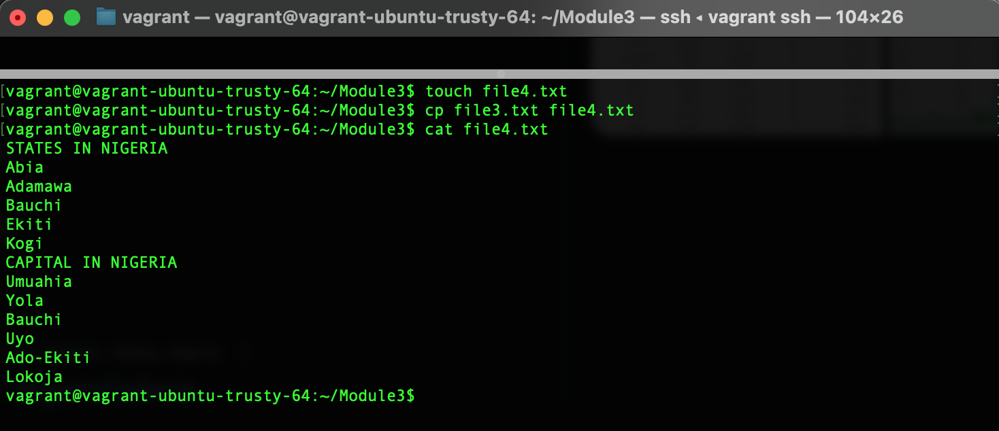 vagrant — vagrant@vagrant-ubuntu-trusty-64: ~/Module3 — ssh ◂ vagrant ssh — 104×26
[vagrant@vagrant-ubuntu-trusty-64:~/Module3$ touch file4.txt
[vagrant@vagrant-ubuntu-trusty-64:~/Module3$ cp file3.txt file4.txt
[vagrant@vagrant-ubuntu-trusty-64:~/Module3$ cat file4.txt
STATES IN NIGERIA
Abia
Adamawa
Bauchi
Ekiti
Kogi
CAPITAL IN NIGERIA
Umuahia
Yola
Bauchi
Uyo
Ado-Ekiti
Lokoja
vagrant@vagrant-ubuntu-trusty-64:~/Module3$